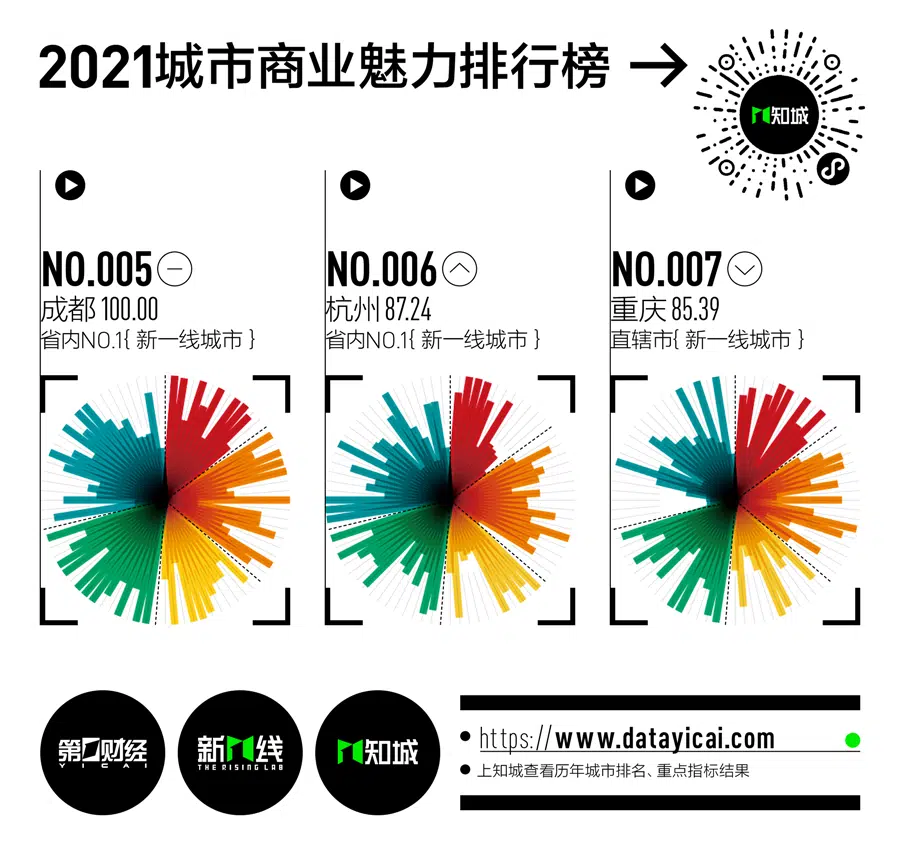 2021城市商业魅力排行榜
知城
NO.005
成都 100.00
省内NO.1{ 新一线城市 }
NO.006
杭州 87.24
省内NO.1{ 新一线城市 }
NO.007
重庆 85.39
直辖市{ 新一线城市 }
第一财经
YICAI
新一线
THE RISING LAB
知城
https://www.datayicai.com
上知城查看历年城市排名、重点指标结果